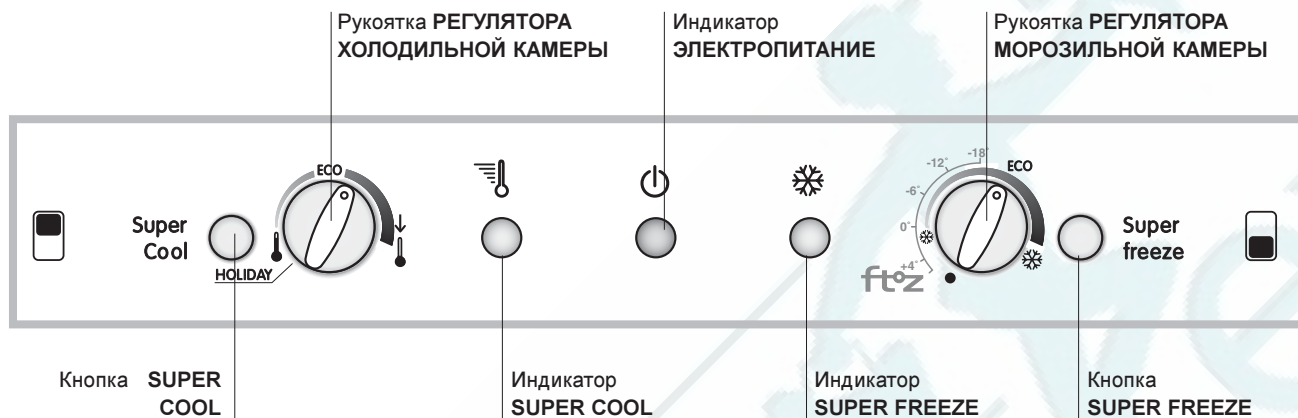 Рукоятка РЕГУЛЯТОРА
ХОЛОДИЛЬНОЙ КАМЕРЫ
Индикатор
ЭЛЕКТРОПИТАНИЕ
Рукоятка РЕГУЛЯТОРА
МОРОЗИЛЬНОЙ КАМЕРЫ
Super
Cool
ECO
HOLIDAY
-18°
-12°
-6°
0°
+4°
ECO
ft°z
Super
freeze
Кнопка SUPER
COOL
Индикатор
SUPER COOL
Индикатор
SUPER FREEZE
Кнопка
SUPER FREEZE